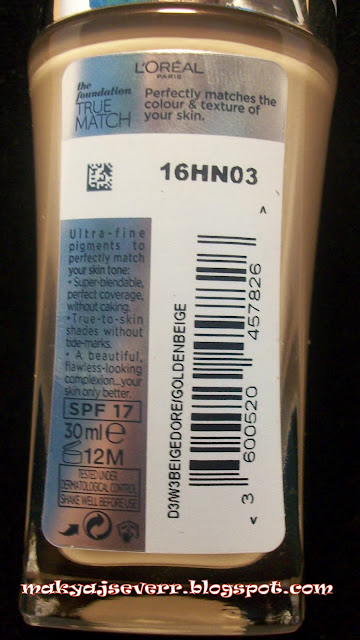 L'ORÉAL
PARIS
the
foundation
TRUE
MATCH
Perfectly matches the
colour & texture of
your skin.
16HN03
Ultra-fine
pigments to
perfectly match
your skin tone:
• Super-blendable,
perfect coverage,
without caking.
• True-to-skin
shades without
tide-marks.
• A beautiful,
flawless-looking
complexion...your
skin only better.
SPF 17
30ml℮
12M
TESTED UNDER
DERMATOLOGICAL CONTROL
SHAKE WELL BEFORE USE
D3/W3BEIGEDORE/GOLDENBEIGE
3 600520 457826
makyajseverr.blogspot.com